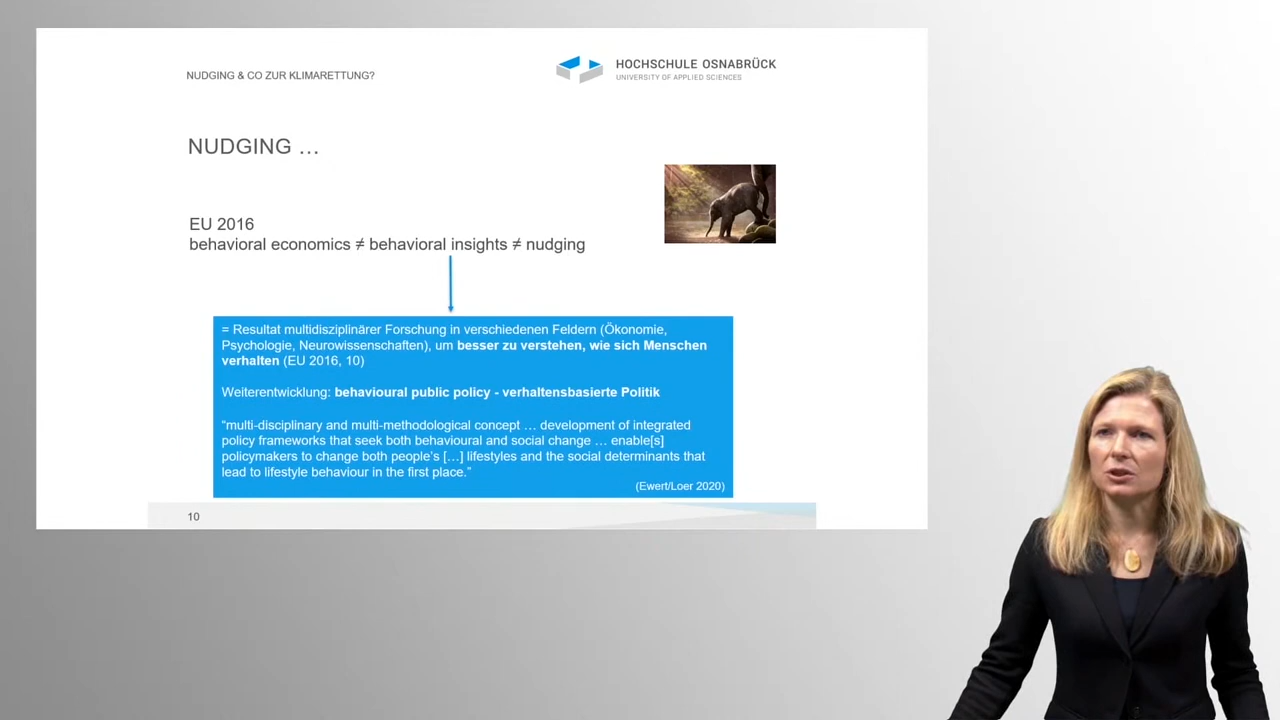 NUDGING & CO ZUR KLIMARETTUNG?
HOCHSCHULE OSNABRÜCK
UNIVERSITY OF APPLIED SCIENCES
NUDGING …
EU 2016
behavioral economics ≠ behavioral insights ≠ nudging
= Resultat multidisziplinärer Forschung in verschiedenen Feldern (Ökonomie,
Psychologie, Neurowissenschaften), um besser zu verstehen, wie sich Menschen
verhalten (EU 2016, 10)
Weiterentwicklung: behavioural public policy - verhaltensbasierte Politik
"multi-disciplinary and multi-methodological concept … development of integrated
policy frameworks that seek both behavioural and social change … enable[s]
policymakers to change both people's […] lifestyles and the social determinants that
lead to lifestyle behaviour in the first place."
(Ewert/Loer 2020)
10